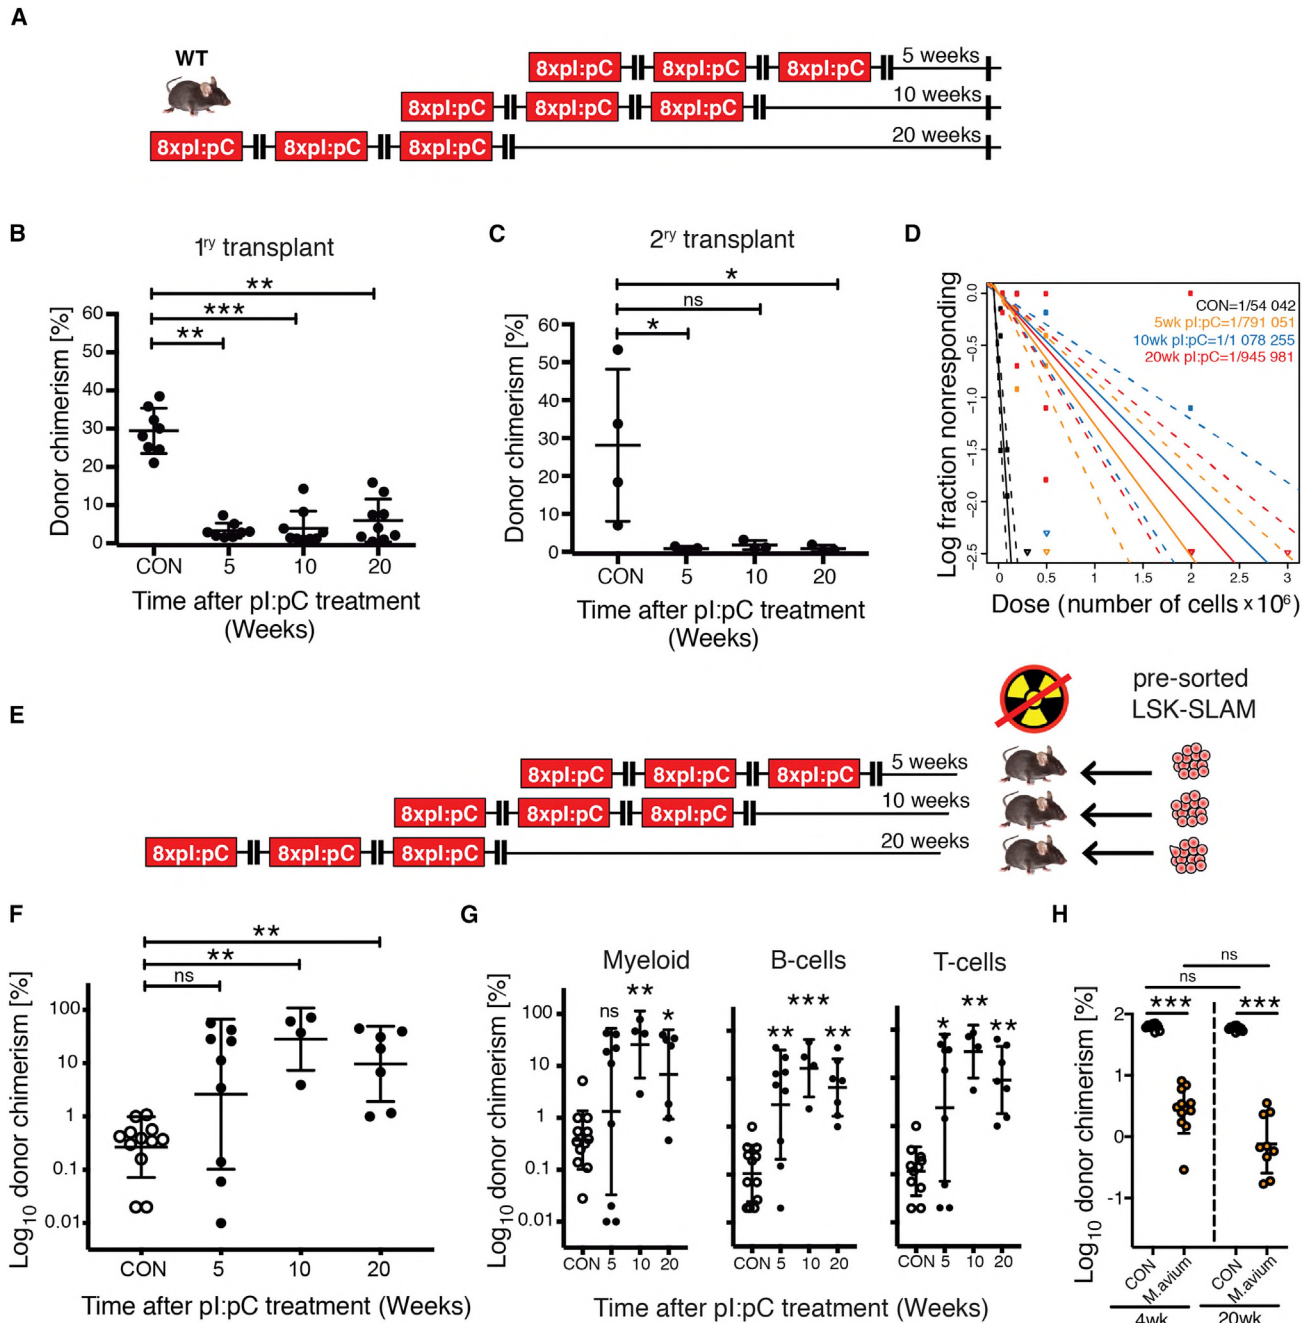 A
WT
8xpI:pC 8xpI:pC 8xpI:pC 5 weeks
8xpI:pC 8xpI:pC 8xpI:pC 10 weeks
8xpI:pC 8xpI:pC 8xpI:pC 20 weeks
B
1ry transplant
**
***
**
Donor chimerism [%]
60
50
40
30
20
10
0
CON 5 10 20
Time after pI:pC treatment
(Weeks)
C
2ry transplant
*
ns
*
Donor chimerism [%]
60
50
40
30
20
10
0
CON 5 10 20
Time after pI:pC treatment
(Weeks)
D
Log fraction nonresponding
0.0
-0.5
-1.0
-1.5
-2.0
-2.5
CON=1/54 042
5wk pI:pC=1/791 051
10wk pI:pC=1/1 078 255
20wk pI:pC=1/945 981
0 0.5 1 1.5 2 2.5 3
Dose (number of cells × 10⁶)
E
pre-sorted
LSK-SLAM
8xpI:pC 8xpI:pC 8xpI:pC 5 weeks
8xpI:pC 8xpI:pC 8xpI:pC 10 weeks
8xpI:pC 8xpI:pC 8xpI:pC 20 weeks
F
**
**
ns
Log10 donor chimerism [%]
100
10
1
0.1
0.01
CON 5 10 20
Time after pI:pC treatment (Weeks)
G
Myeloid B-cells T-cells
ns ** *
** *** **
* ** **
Log10 donor chimerism [%]
100
10
1
0.1
0.01
CON 5 10 20 CON 5 10 20 CON 5 10 20
Time after pI:pC treatment (Weeks)
H
ns
ns
*** ***
Log10 donor chimerism [%]
2
1
0
-1
CON M.avium CON M.avium
4wk 20wk